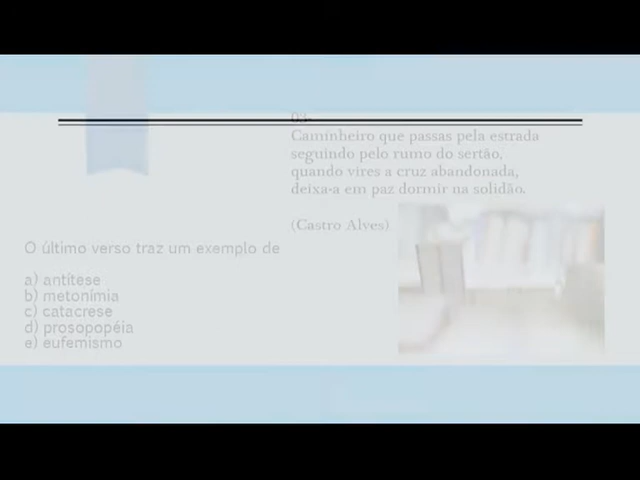 03-
Caminheiro que passas pela estrada
seguindo pelo rumo do sertão,
quando vires a cruz abandonada,
deixa-a em paz dormir na solidão.
(Castro Alves)
O último verso traz um exemplo de
a) antítese
b) metonímia
c) catacrese
d) prosopopéia
e) eufemismo